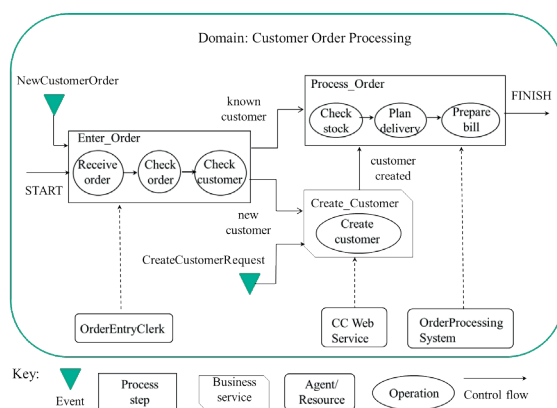 Domain: Customer Order Processing
NewCustomerOrder
Process_Order
FINISH
known
customer
Check
stock
Plan
delivery
Prepare
bill
Enter_Order
Receive
order
Check
order
Check
customer
START
customer
created
new
customer
Create_Customer
Create
customer
CreateCustomerRequest
OrderEntryClerk
CC Web
Service
OrderProcessing
System
Key:
Event
Process
step
Business
service
Agent/
Resource
Operation
Control flow